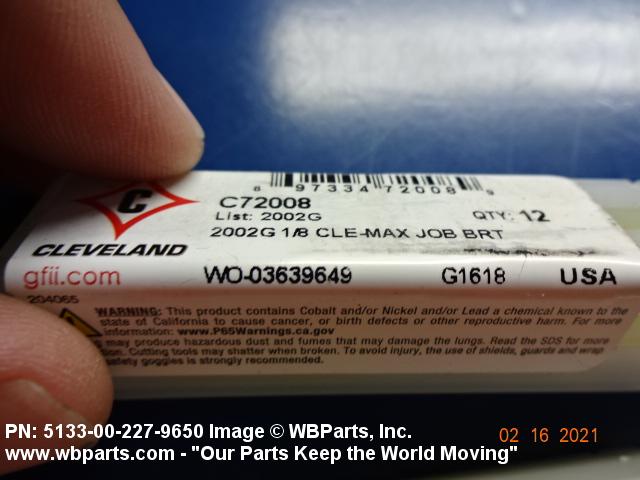 8 97334 72008 9
C72008
List: 2002G QTY: 12
2002G 1/8 CLE-MAX JOB BRT
C
CLEVELAND
gfii.com WO-03639649 G1618 USA
204065
WARNING: This product contains Cobalt and/or Nickel and/or Lead a chemical known to the
state of California to cause cancer, or birth defects or other reproductive harm. For more
information: www.P65Warnings.ca.gov
may produce hazardous dust and fumes that may damage the lungs. Read the SDS for more
Cutting tools may shatter when broken. To avoid injury, the use of shields, guards and wrap
safety goggles is strongly recommended.
PN: 5133-00-227-9650 Image © WBParts, Inc.
www.wbparts.com - "Our Parts Keep the World Moving"
02 16 2021